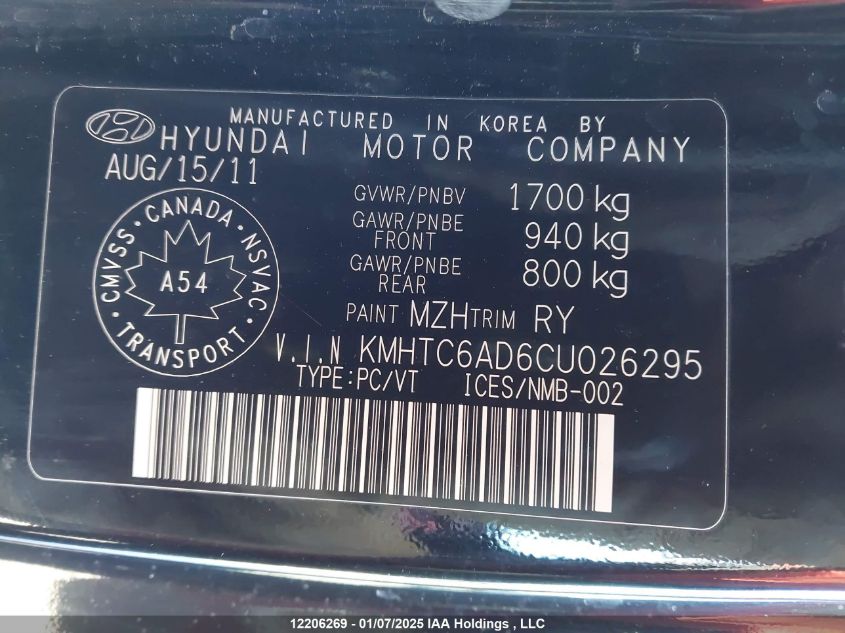 MANUFACTURED IN KOREA BY
HYUNDAI MOTOR COMPANY
AUG/15/11
GVWR/PNBV 1700 kg
GAWR/PNBE FRONT 940 kg
GAWR/PNBE REAR 800 kg
CANADA • NSVAC • TRANSPORT • CMVSS •
A54
PAINT MZH TRIM RY
V.I.N KMHTC6AD6CU026295
TYPE:PC/VT ICES/NMB-002
12206269 - 01/07/2025 IAA Holdings , LLC